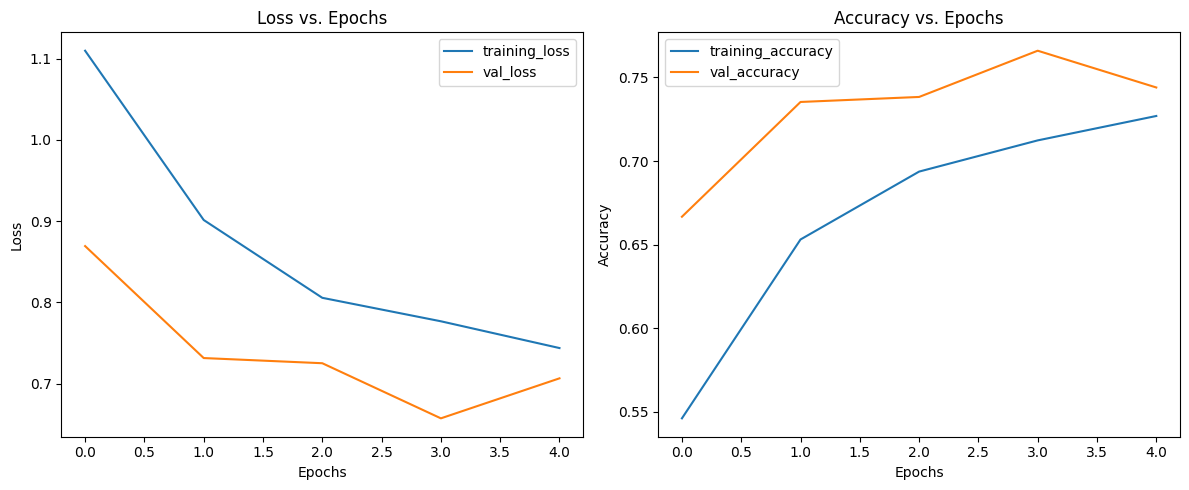 Loss vs. Epochs
training_loss
val_loss
Loss
1.1
1.0
0.9
0.8
0.7
0.0 0.5 1.0 1.5 2.0 2.5 3.0 3.5 4.0
Epochs
Accuracy vs. Epochs
training_accuracy
val_accuracy
Accuracy
0.75
0.70
0.65
0.60
0.55
0.0 0.5 1.0 1.5 2.0 2.5 3.0 3.5 4.0
Epochs